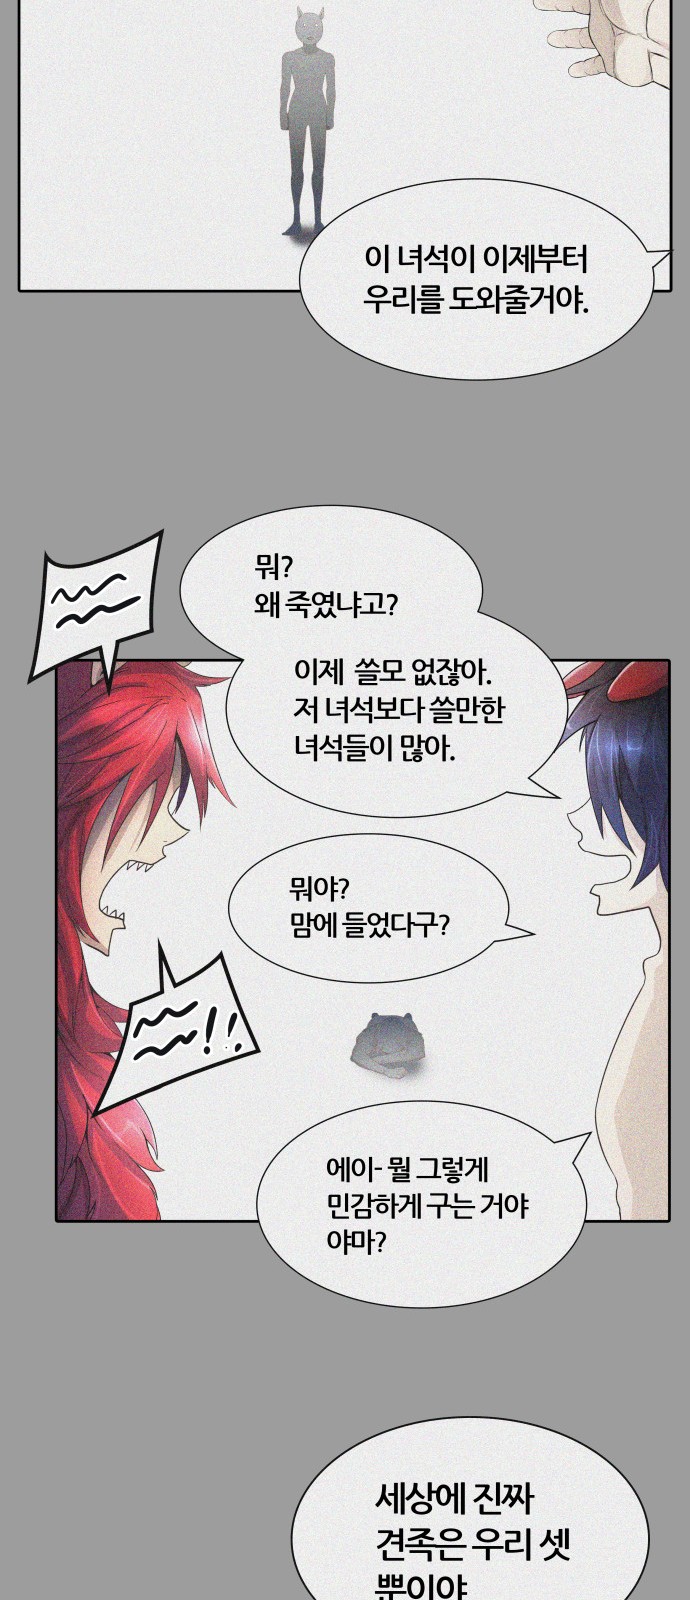 이 녀석이 이제부터
우리를 도와줄거야.
뭐?
왜 죽였냐고?
이제 쓸모 없잖아.
저 녀석보다 쓸만한
녀석들이 많아.
뭐야?
맘에 들었다구?
에이- 뭘 그렇게
민감하게 구는 거야
야마?
세상에 진짜
견족은 우리 셋
뿐이야